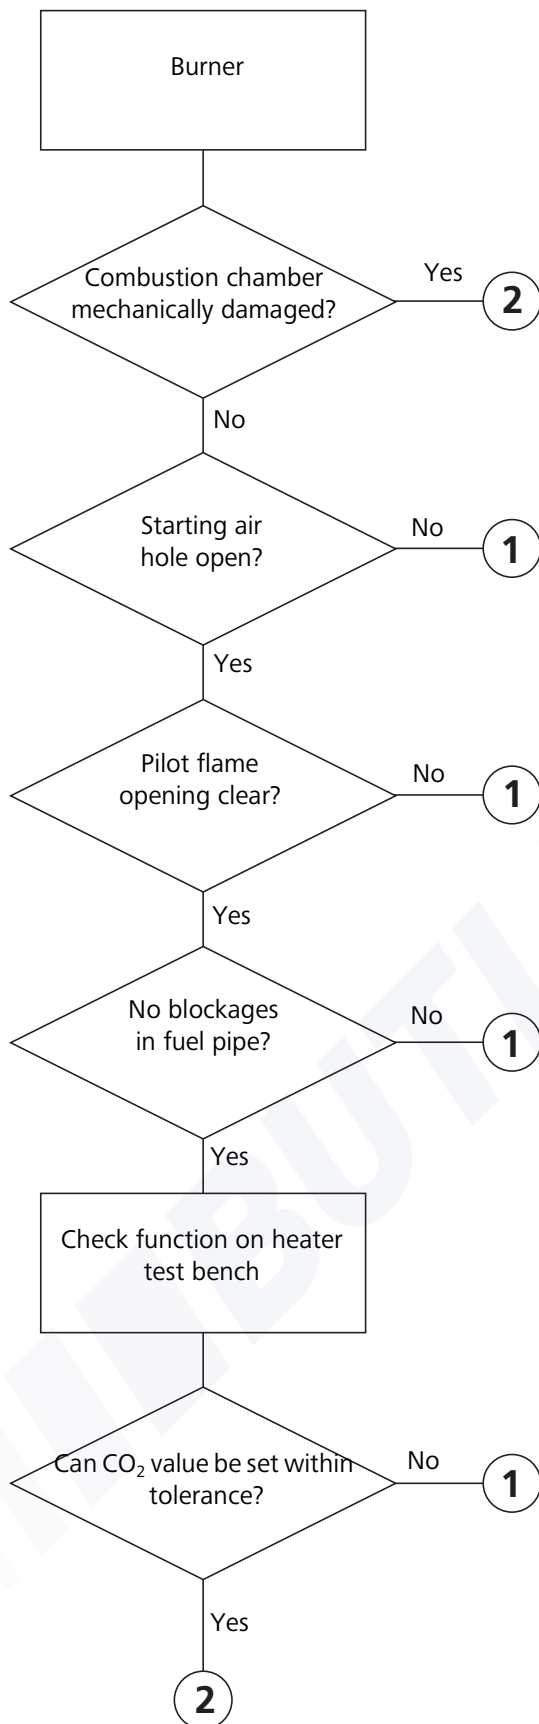 Burner
Combustion chamber
mechanically damaged?
Yes
2
No
Starting air
hole open?
No
1
Yes
Pilot flame
opening clear?
No
1
Yes
No blockages
in fuel pipe?
No
1
Yes
Check function on heater
test bench
Can CO₂ value be set within
tolerance?
No
1
Yes
2